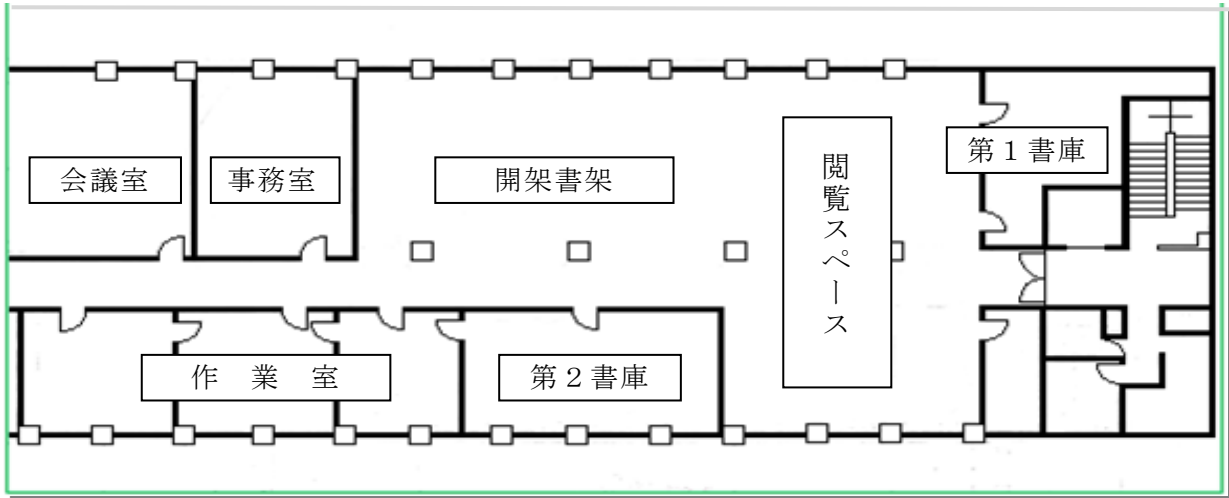 会議室
事務室
開架書架
閲覧スペース
第１書庫
作　業　室
第２書庫